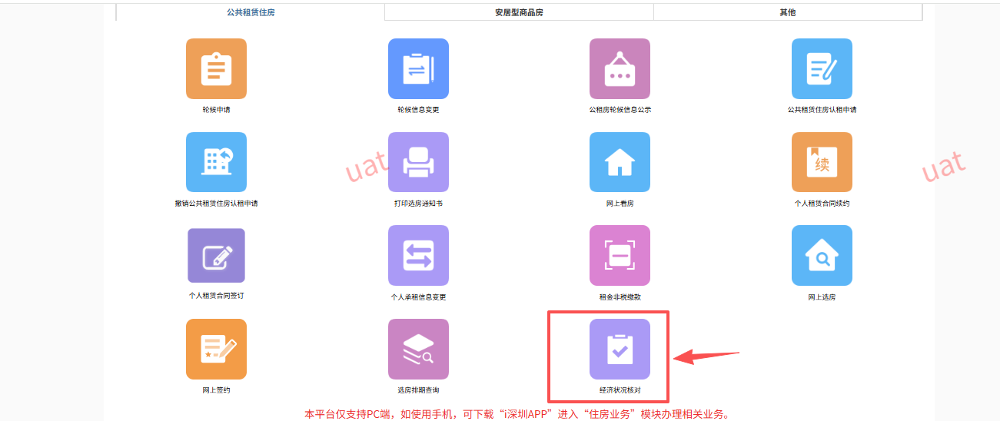 公共租赁住房
安居型商品房
其他
轮候申请
轮候信息变更
公租房轮候信息公示
公共租赁住房认租申请
撤销公共租赁住房认租申请
uat
打印选房通知书
网上看房
续
个人租赁合同续约
uat
个人租赁合同签订
个人承租信息变更
租金非税缴款
网上选房
网上签约
选房排期查询
经济状况核对
本平台仅支持PC端，如使用手机，可下载“i深圳APP”进入“住房业务”模块办理相关业务。